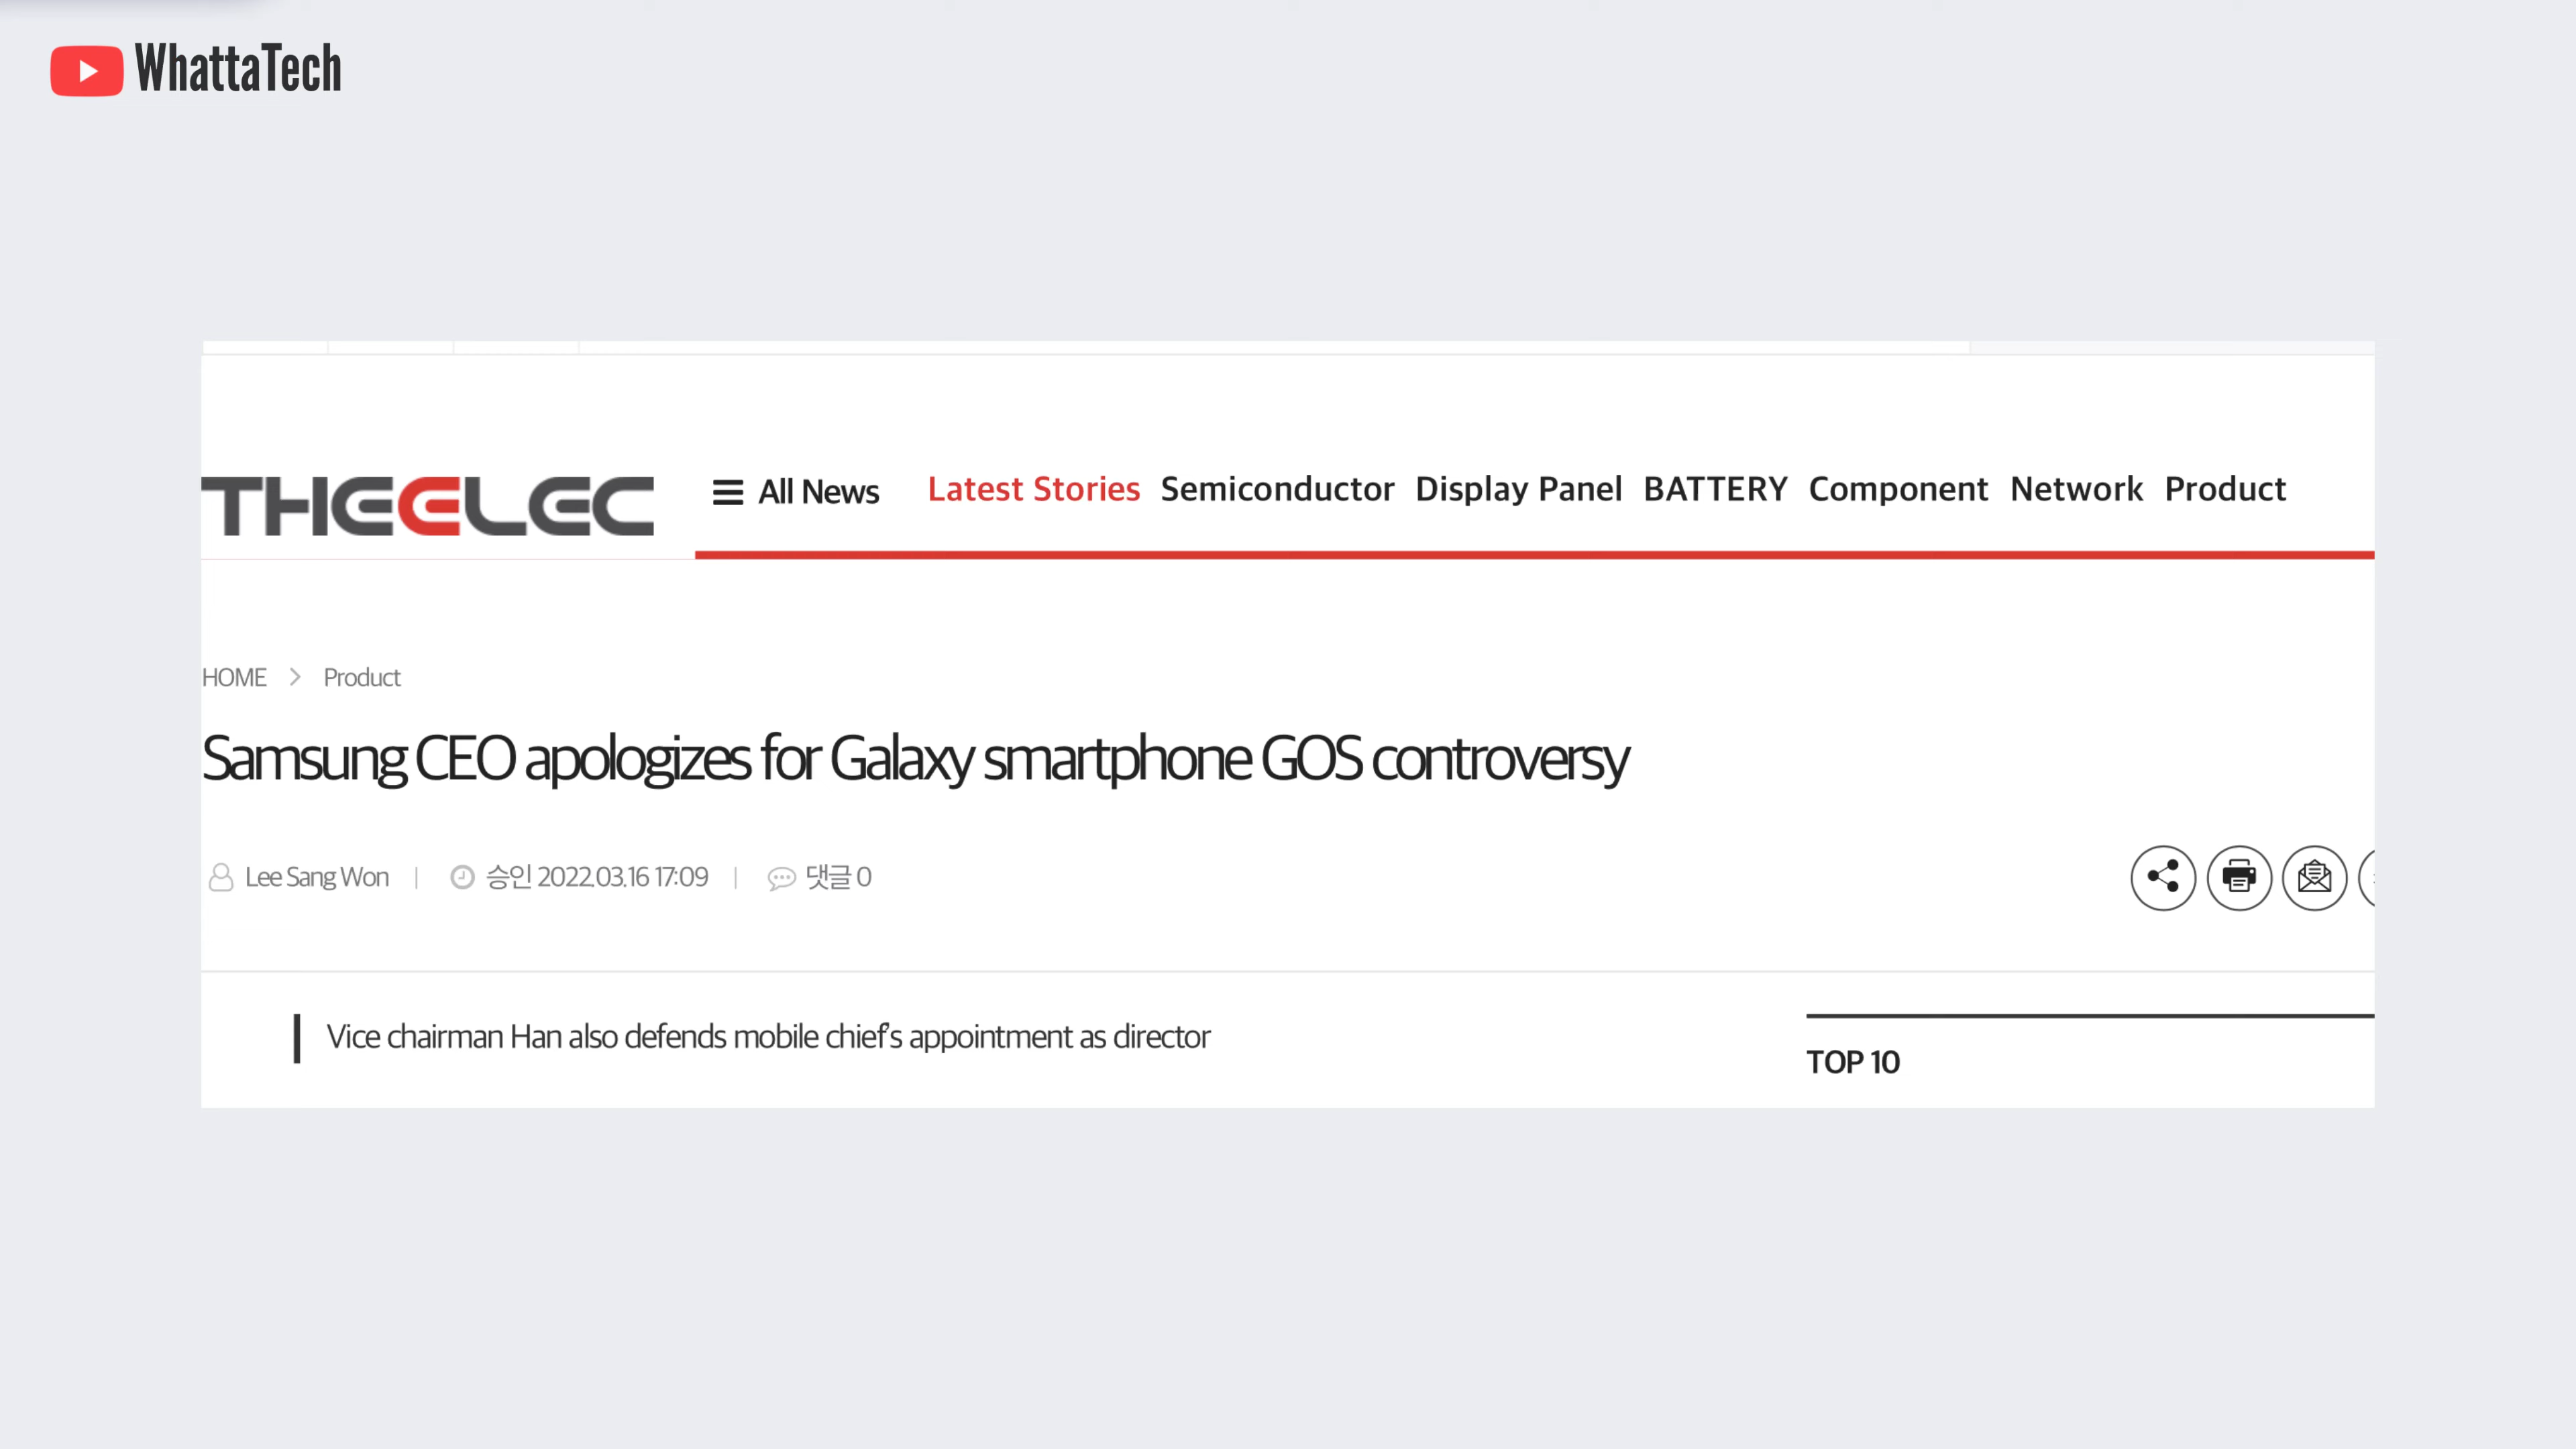 WhattaTech
THEELEC
All News Latest Stories Semiconductor Display Panel BATTERY Component Network Product
HOME > Product
Samsung CEO apologizes for Galaxy smartphone GOS controversy
Lee Sang Won | 승인 2022.03.16 17:09 | 댓글 0
Vice chairman Han also defends mobile chief's appointment as director
TOP 10